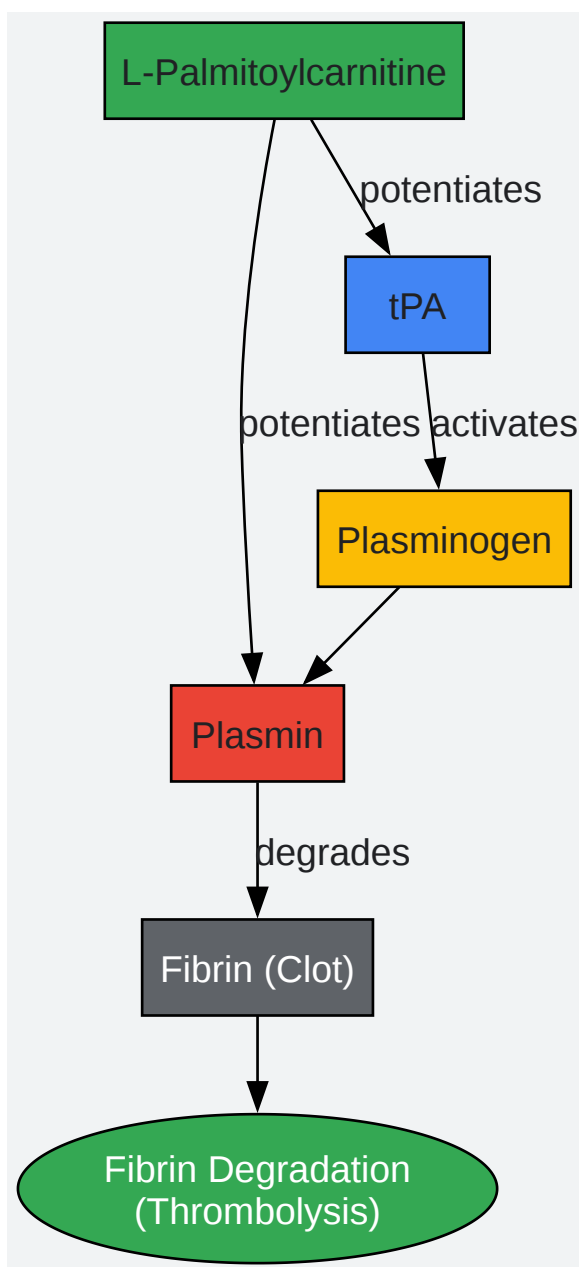 L-Palmitoylcarnitine
potentiates
tPA
potentiates
activates
Plasminogen
Plasmin
degrades
Fibrin (Clot)
Fibrin Degradation
(Thrombolysis)